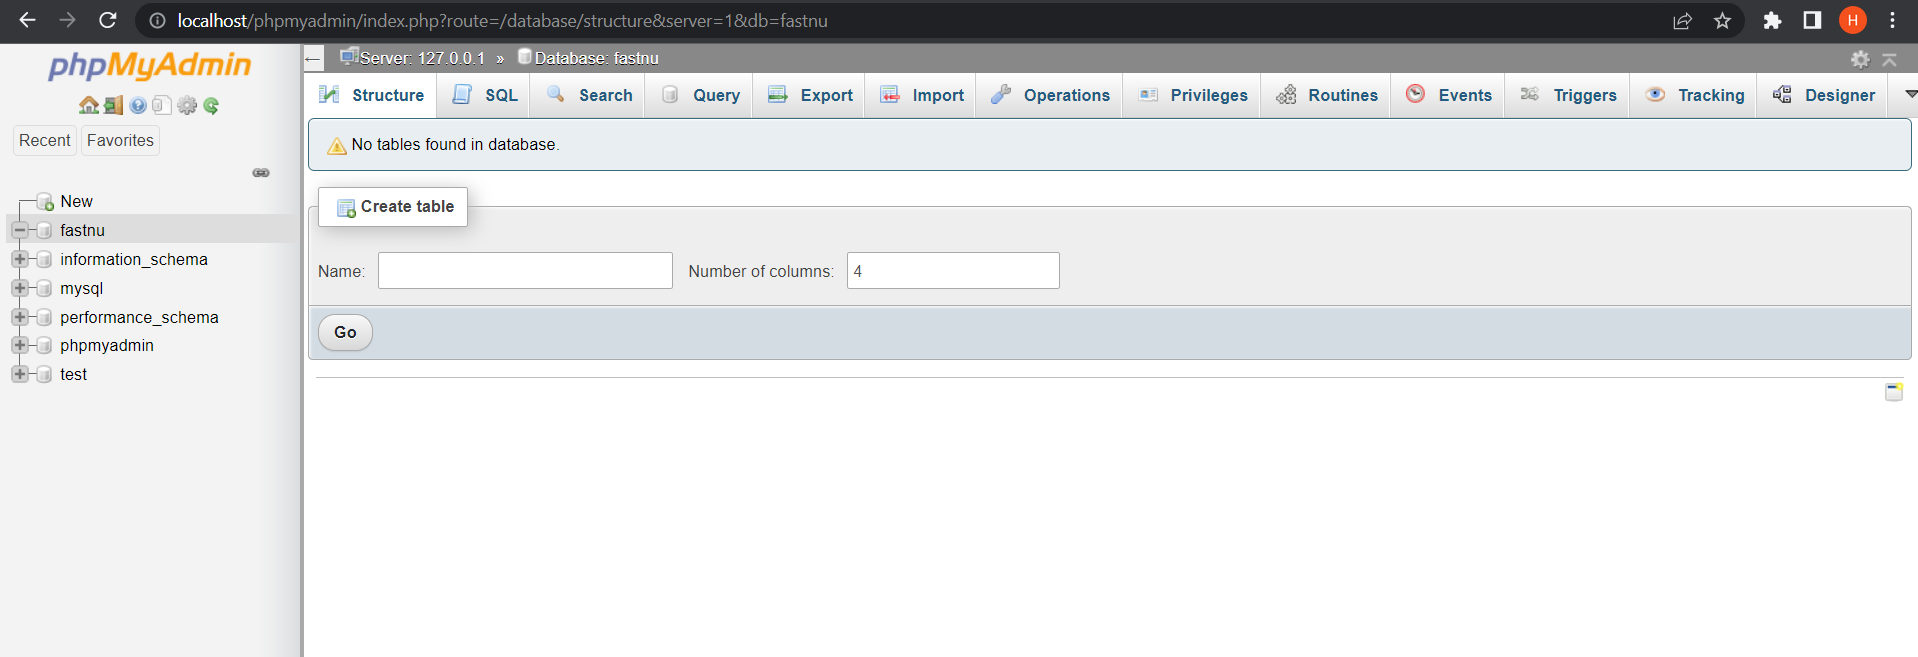 localhost/phpmyadmin/index.php?route=/database/structure&server=1&db=fastnu
H
phpMyAdmin
Recent Favorites
New
fastnu
information_schema
mysql
performance_schema
phpmyadmin
test
Server: 127.0.0.1 » Database: fastnu
Structure SQL Search Query Export Import Operations Privileges Routines Events Triggers Tracking Designer
No tables found in database.
Create table
Name: Number of columns: 4
Go